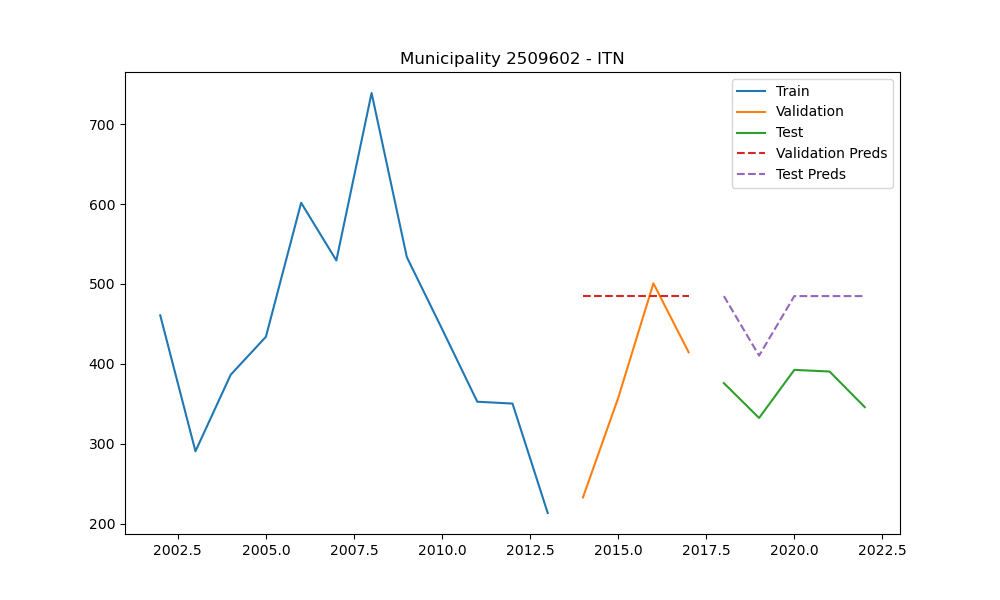 Municipality 2509602 - ITN
Train
Validation
Test
Validation Preds
Test Preds
700
600
500
400
300
200
2002.5 2005.0 2007.5 2010.0 2012.5 2015.0 2017.5 2020.0 2022.5